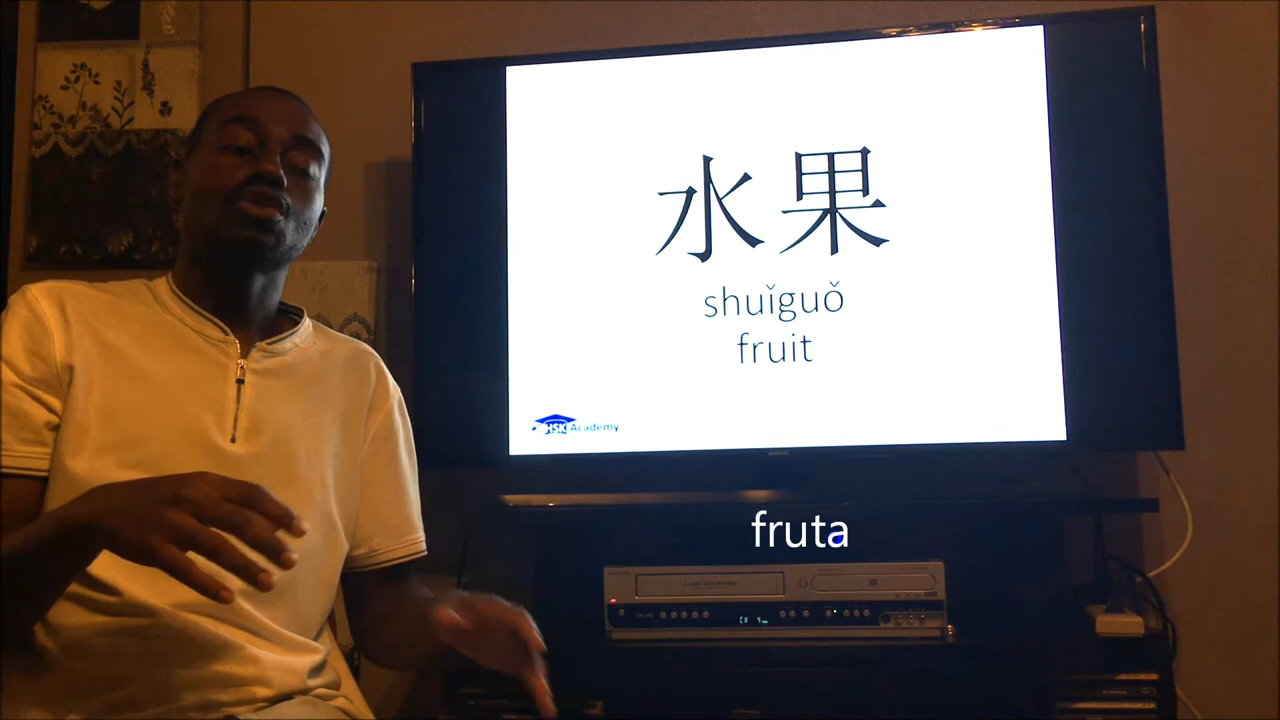 水果
shuǐguǒ
fruit
HSK Academy
fruta